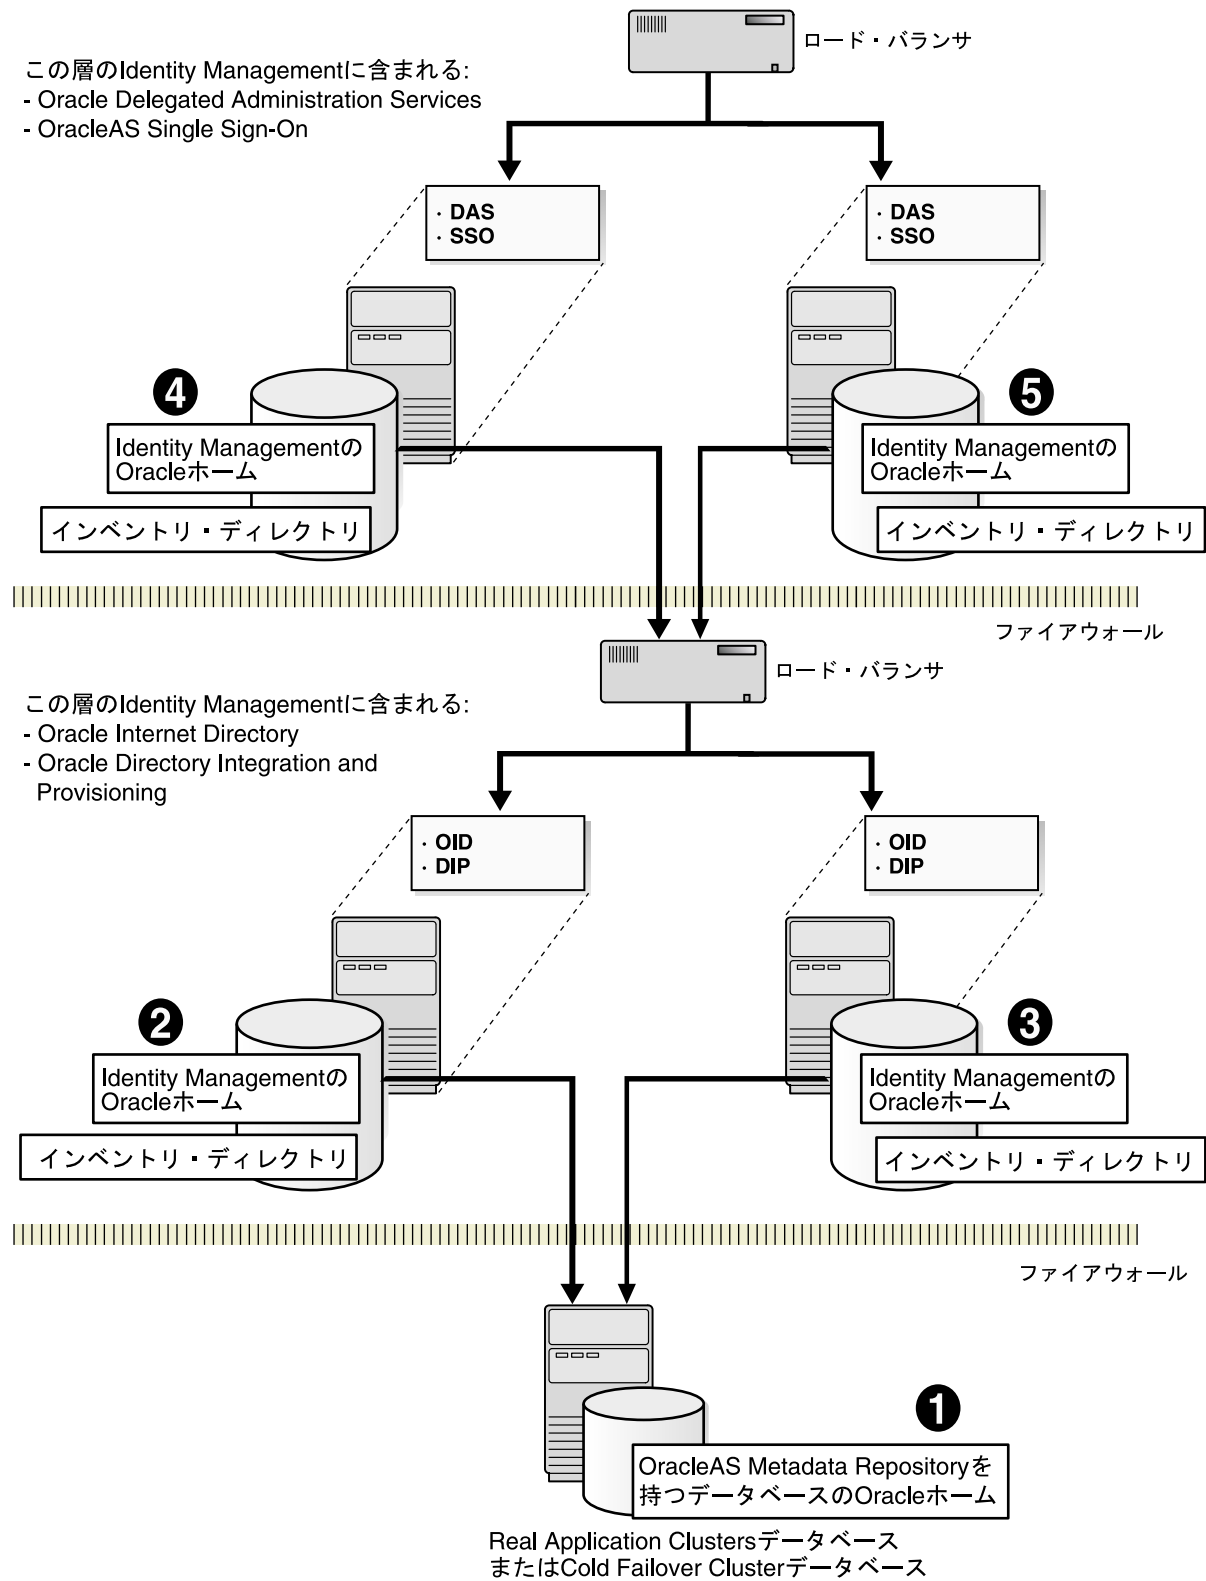 ロード・バランサ
この層のIdentity Managementに含まれる:
- Oracle Delegated Administration Services
- OracleAS Single Sign-On
・DAS
・SSO
・DAS
・SSO
4
5
Identity Managementの
Oracleホーム
インベントリ・ディレクトリ
Identity Managementの
Oracleホーム
インベントリ・ディレクトリ
ファイアウォール
ロード・バランサ
この層のIdentity Managementに含まれる:
- Oracle Internet Directory
- Oracle Directory Integration and
Provisioning
・OID
・DIP
・OID
・DIP
2
3
Identity Managementの
Oracleホーム
インベントリ・ディレクトリ
Identity Managementの
Oracleホーム
インベントリ・ディレクトリ
ファイアウォール
1
OracleAS Metadata Repositoryを
持つデータベースのOracleホーム
Real Application Clustersデータベース
またはCold Failover Clusterデータベース